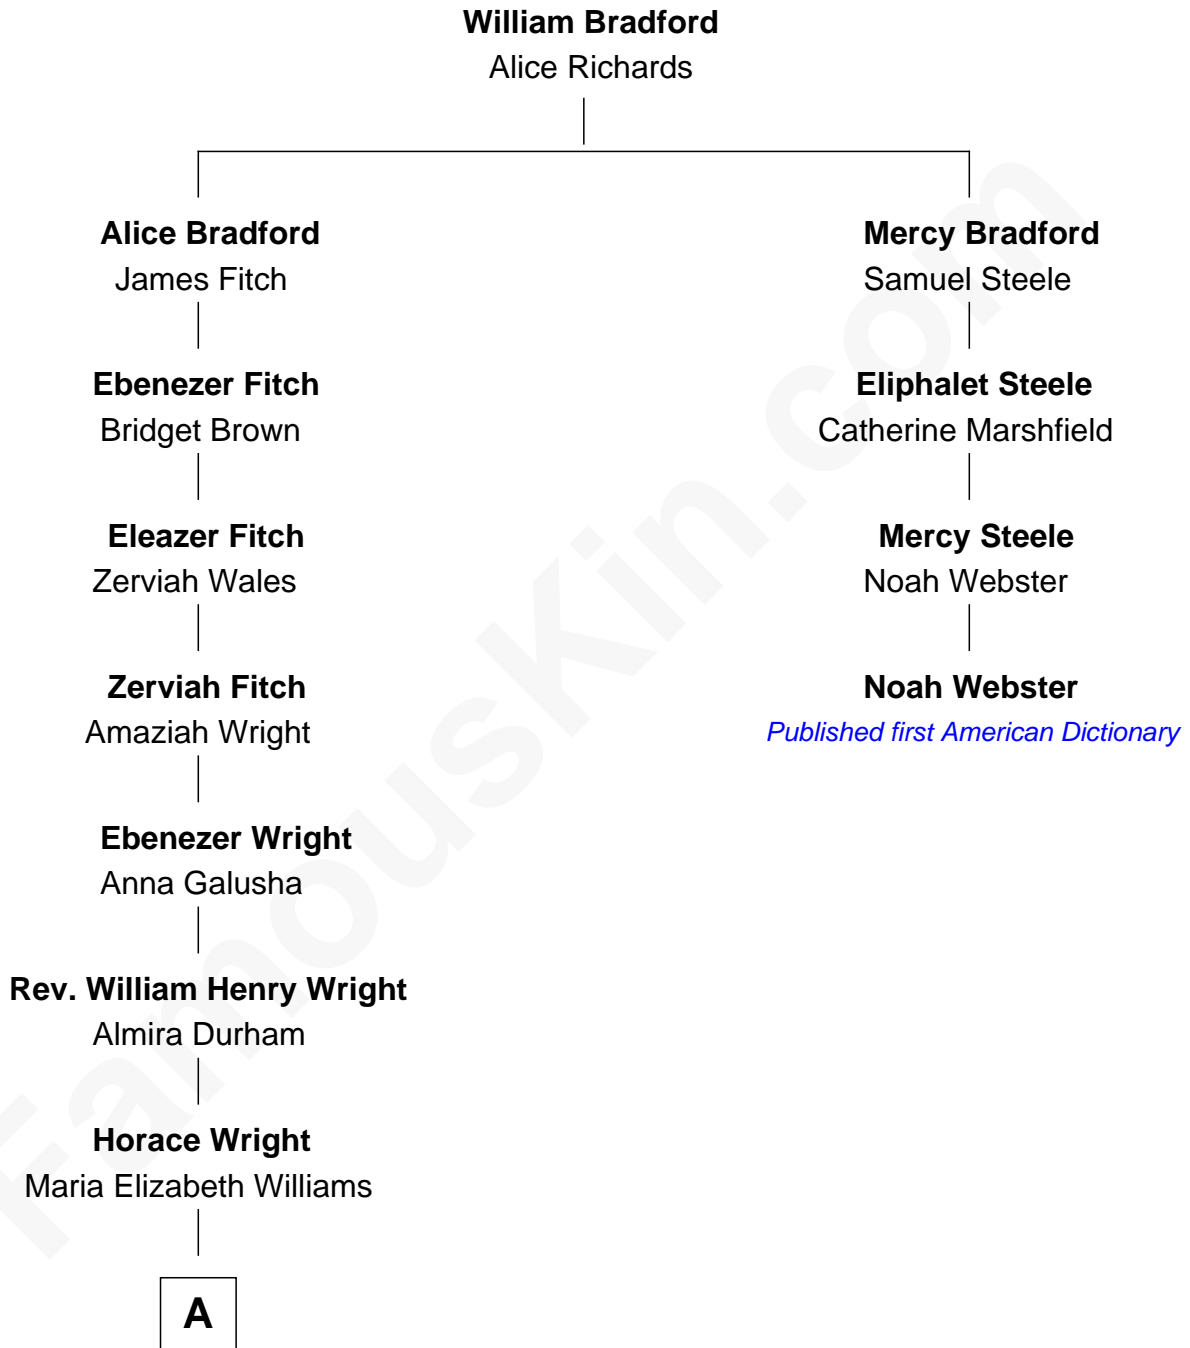 William Bradford
Alice Richards
Alice Bradford
James Fitch
Mercy Bradford
Samuel Steele
Ebenezer Fitch
Bridget Brown
Eliphalet Steele
Catherine Marshfield
Eleazer Fitch
Zerviah Wales
Mercy Steele
Noah Webster
Zerviah Fitch
Amaziah Wright
Noah Webster
Published first American Dictionary
Ebenezer Wright
Anna Galusha
Rev. William Henry Wright
Almira Durham
Horace Wright
Maria Elizabeth Williams
A
FamousKin.com